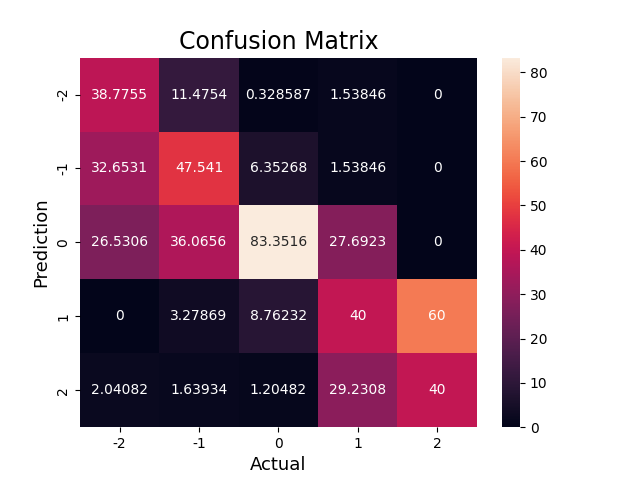 Confusion Matrix
-2 38.7755 11.4754 0.328587 1.53846 0
-1 32.6531 47.541 6.35268 1.53846 0
0 26.5306 36.0656 83.3516 27.6923 0
1 0 3.27869 8.76232 40 60
2 2.04082 1.63934 1.20482 29.2308 40
-2 -1 0 1 2
Actual
Prediction
80
70
60
50
40
30
20
10
0